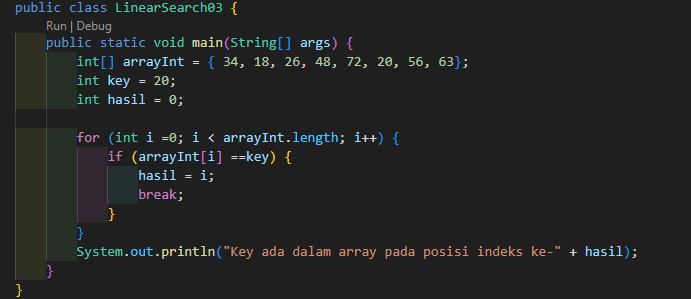 public class LinearSearch03 {
Run | Debug
public static void main(String[] args) {
int[] arrayInt = { 34, 18, 26, 48, 72, 20, 56, 63};
int key = 20;
int hasil = 0;
for (int i =0; i < arrayInt.length; i++) {
if (arrayInt[i] ==key) {
hasil = i;
break;
}
}
System.out.println("Key ada dalam array pada posisi indeks ke-" + hasil);
}
}